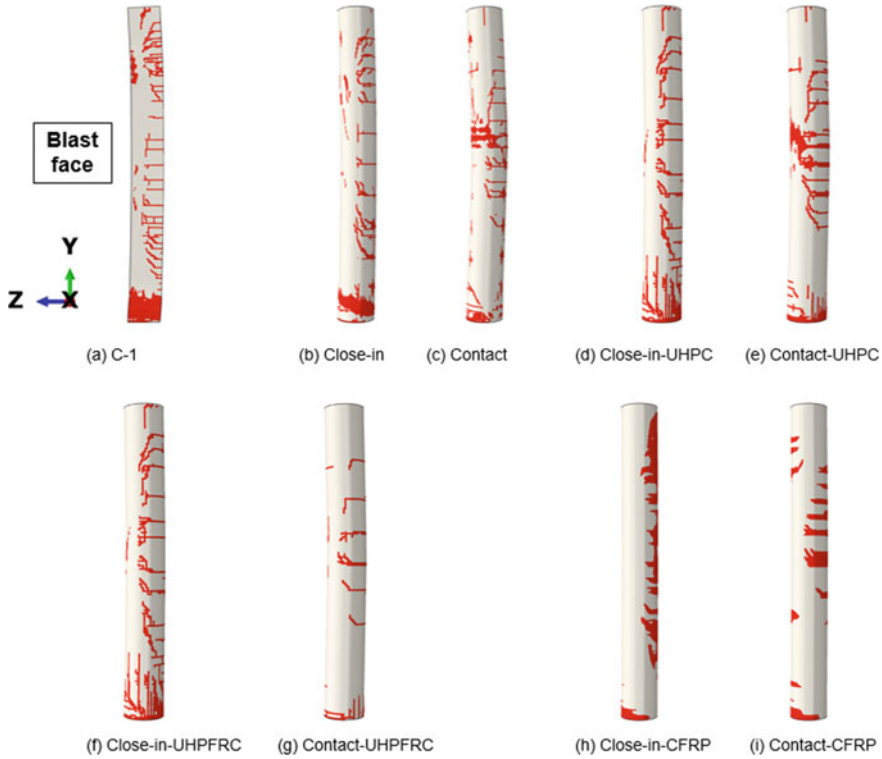 Blast
face
Y
Z
X
(a) C-1
(b) Close-in
(c) Contact
(d) Close-in-UHPC
(e) Contact-UHPC
(f) Close-in-UHPFRC
(g) Contact-UHPFRC
(h) Close-in-CFRP
(i) Contact-CFRP